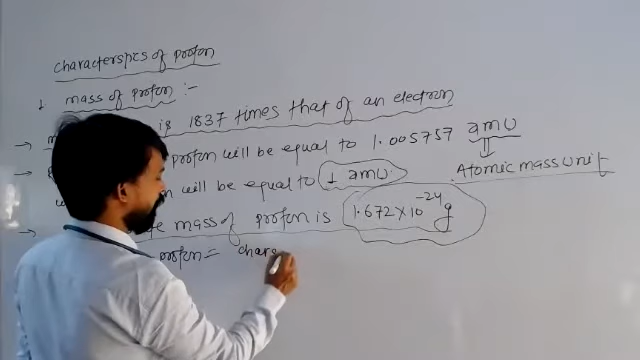 characterstics of proton
1 mass of proton :-
is 1837 times that of an electron
→ proton will be equal to 1.005757 amu
→ will be equal to 1 amu. Atomic mass unit
→ mass of proton is 1.672 × 10⁻²⁴g
proton = char